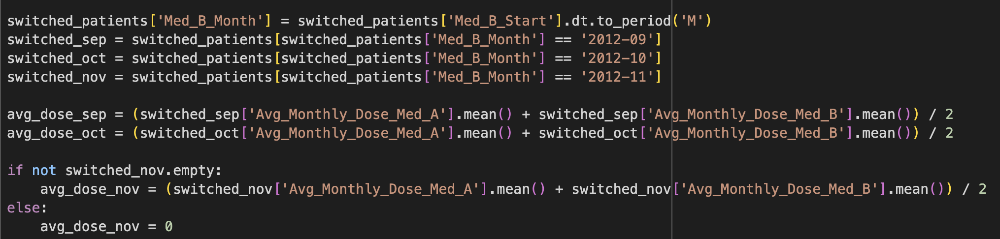 switched_patients['Med_B_Month'] = switched_patients['Med_B_Start'].dt.to_period('M')
switched_sep = switched_patients[switched_patients['Med_B_Month'] == '2012-09']
switched_oct = switched_patients[switched_patients['Med_B_Month'] == '2012-10']
switched_nov = switched_patients[switched_patients['Med_B_Month'] == '2012-11']

avg_dose_sep = (switched_sep['Avg_Monthly_Dose_Med_A'].mean() + switched_sep['Avg_Monthly_Dose_Med_B'].mean()) / 2
avg_dose_oct = (switched_oct['Avg_Monthly_Dose_Med_A'].mean() + switched_oct['Avg_Monthly_Dose_Med_B'].mean()) / 2

if not switched_nov.empty:
    avg_dose_nov = (switched_nov['Avg_Monthly_Dose_Med_A'].mean() + switched_nov['Avg_Monthly_Dose_Med_B'].mean()) / 2
else:
    avg_dose_nov = 0